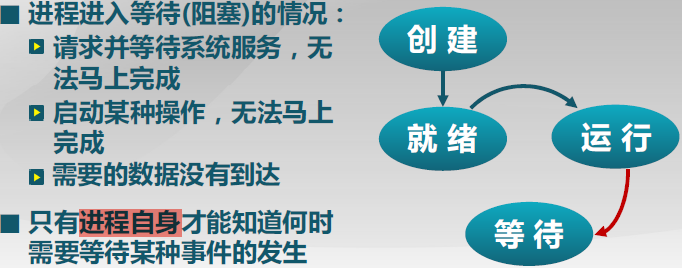 进程进入等待(阻塞)的情况：
请求并等待系统服务，无
法马上完成
启动某种操作，无法马上
完成
需要的数据没有到达
只有进程自身才能知道何时
需要等待某种事件的发生
创建
就绪
运行
等待